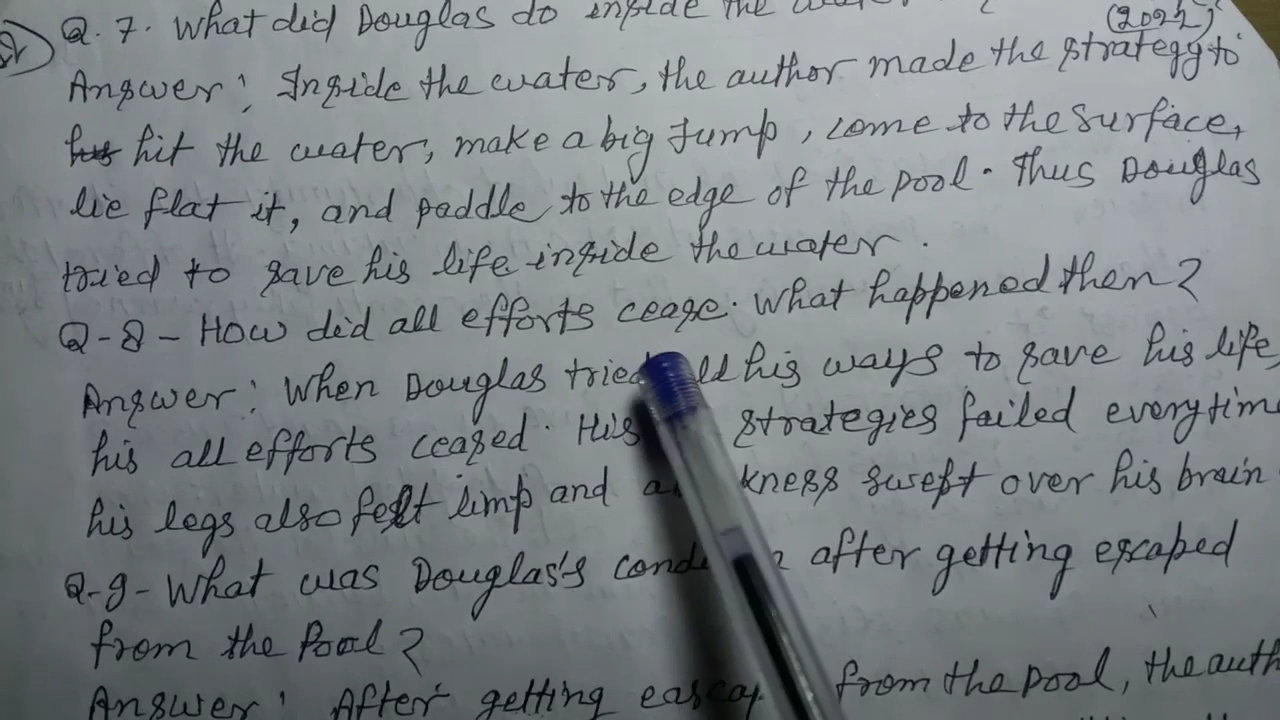 Q. 7. What did Douglas do inside the water ?
(2022)
Answer: Inside the water, the author made the strategy to
hit the water, make a big Jump, come to the surface,
lie flat it, and paddle to the edge of the pool. Thus Douglas
tried to save his life inside the water.
Q-8- How did all efforts cease. What happened then?
Answer: When Douglas tried his ways to save his life,
his all efforts ceased. His strategies failed everytime
his legs also felt limp and swept over his brain
Q-9- What was Douglas's after getting escaped
from the Pool?
Answer: After getting from the pool, the auth